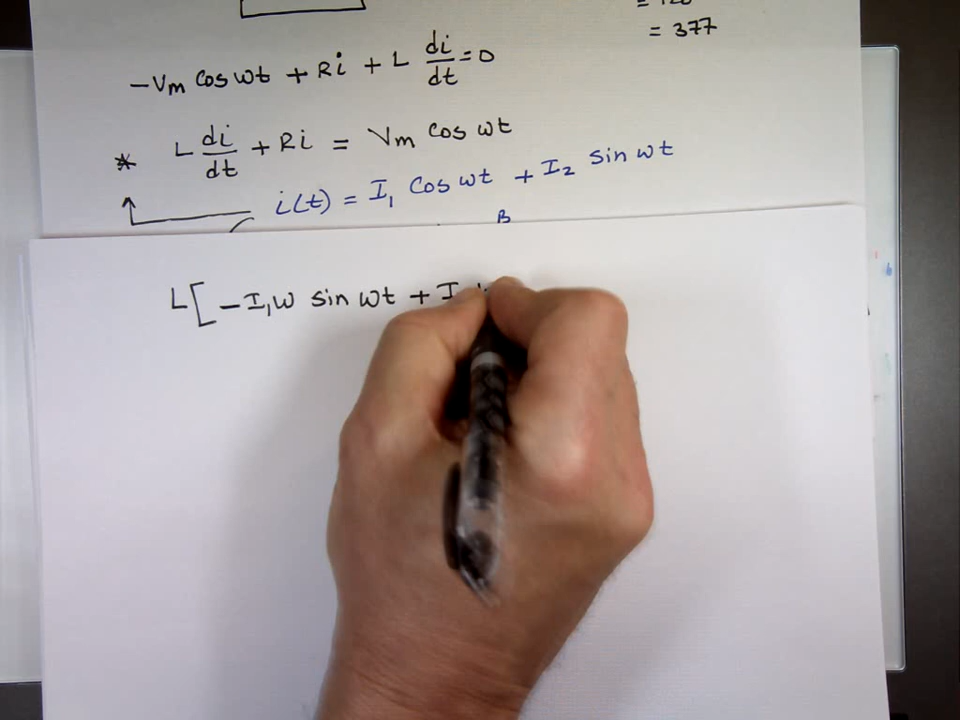 = 377
-Vm cos ωt + Ri + L di/dt = 0
* L di/dt + Ri = Vm cos ωt
i(t) = I₁ cos ωt + I₂ sin ωt
B
L[ -I₁ω sin ωt + I